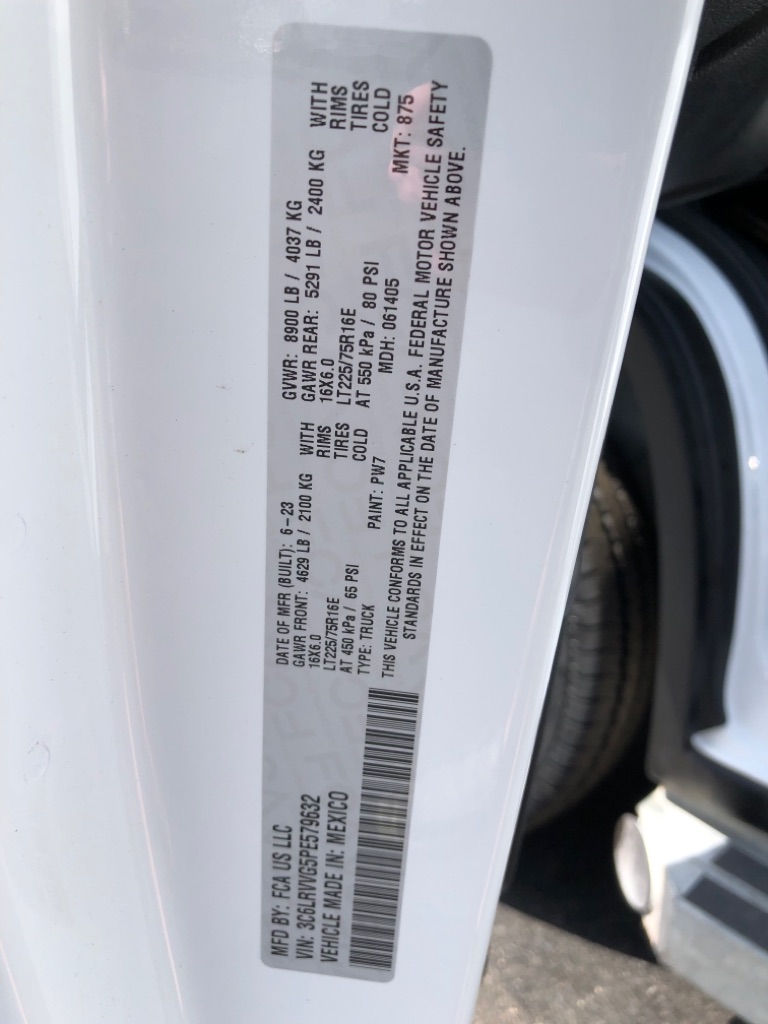 MFD BY: FCA US LLC
DATE OF MFR (BUILT): 6-23
GVWR: 8900 LB / 4037 KG
VIN: 3C6LRVVG5PE579632
GAWR FRONT: 4629 LB / 2100 KG WITH
GAWR REAR: 5291 LB / 2400 KG WITH
VEHICLE MADE IN: MEXICO
16X6.0 RIMS
16X6.0 RIMS
LT225/75R16E TIRES
LT225/75R16E TIRES
AT 450 kPa / 65 PSI COLD
AT 550 kPa / 80 PSI COLD
TYPE: TRUCK PAINT: PW7 MDH: 061405 MKT: 875
THIS VEHICLE CONFORMS TO ALL APPLICABLE U.S.A. FEDERAL MOTOR VEHICLE SAFETY
STANDARDS IN EFFECT ON THE DATE OF MANUFACTURE SHOWN ABOVE.